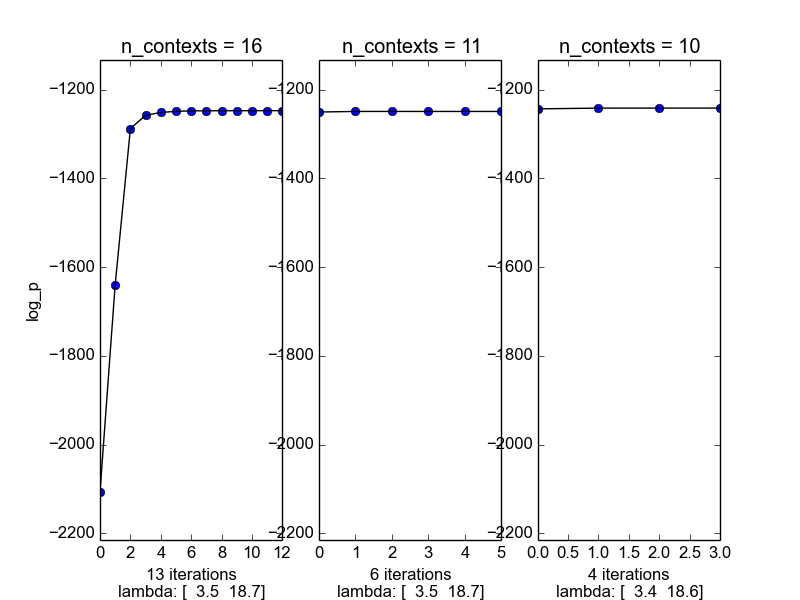 n_contexts = 16
n_contexts = 11
n_contexts = 10
−1200
−1400
−1600
−1800
−2000
−2200
log_p
0 2 4 6 8 10 12
13 iterations
lambda: [ 3.5 18.7]
−1200
−1400
−1600
−1800
−2000
−2200
0 1 2 3 4 5
6 iterations
lambda: [ 3.5 18.7]
−1200
−1400
−1600
−1800
−2000
−2200
0.0 0.5 1.0 1.5 2.0 2.5 3.0
4 iterations
lambda: [ 3.4 18.6]